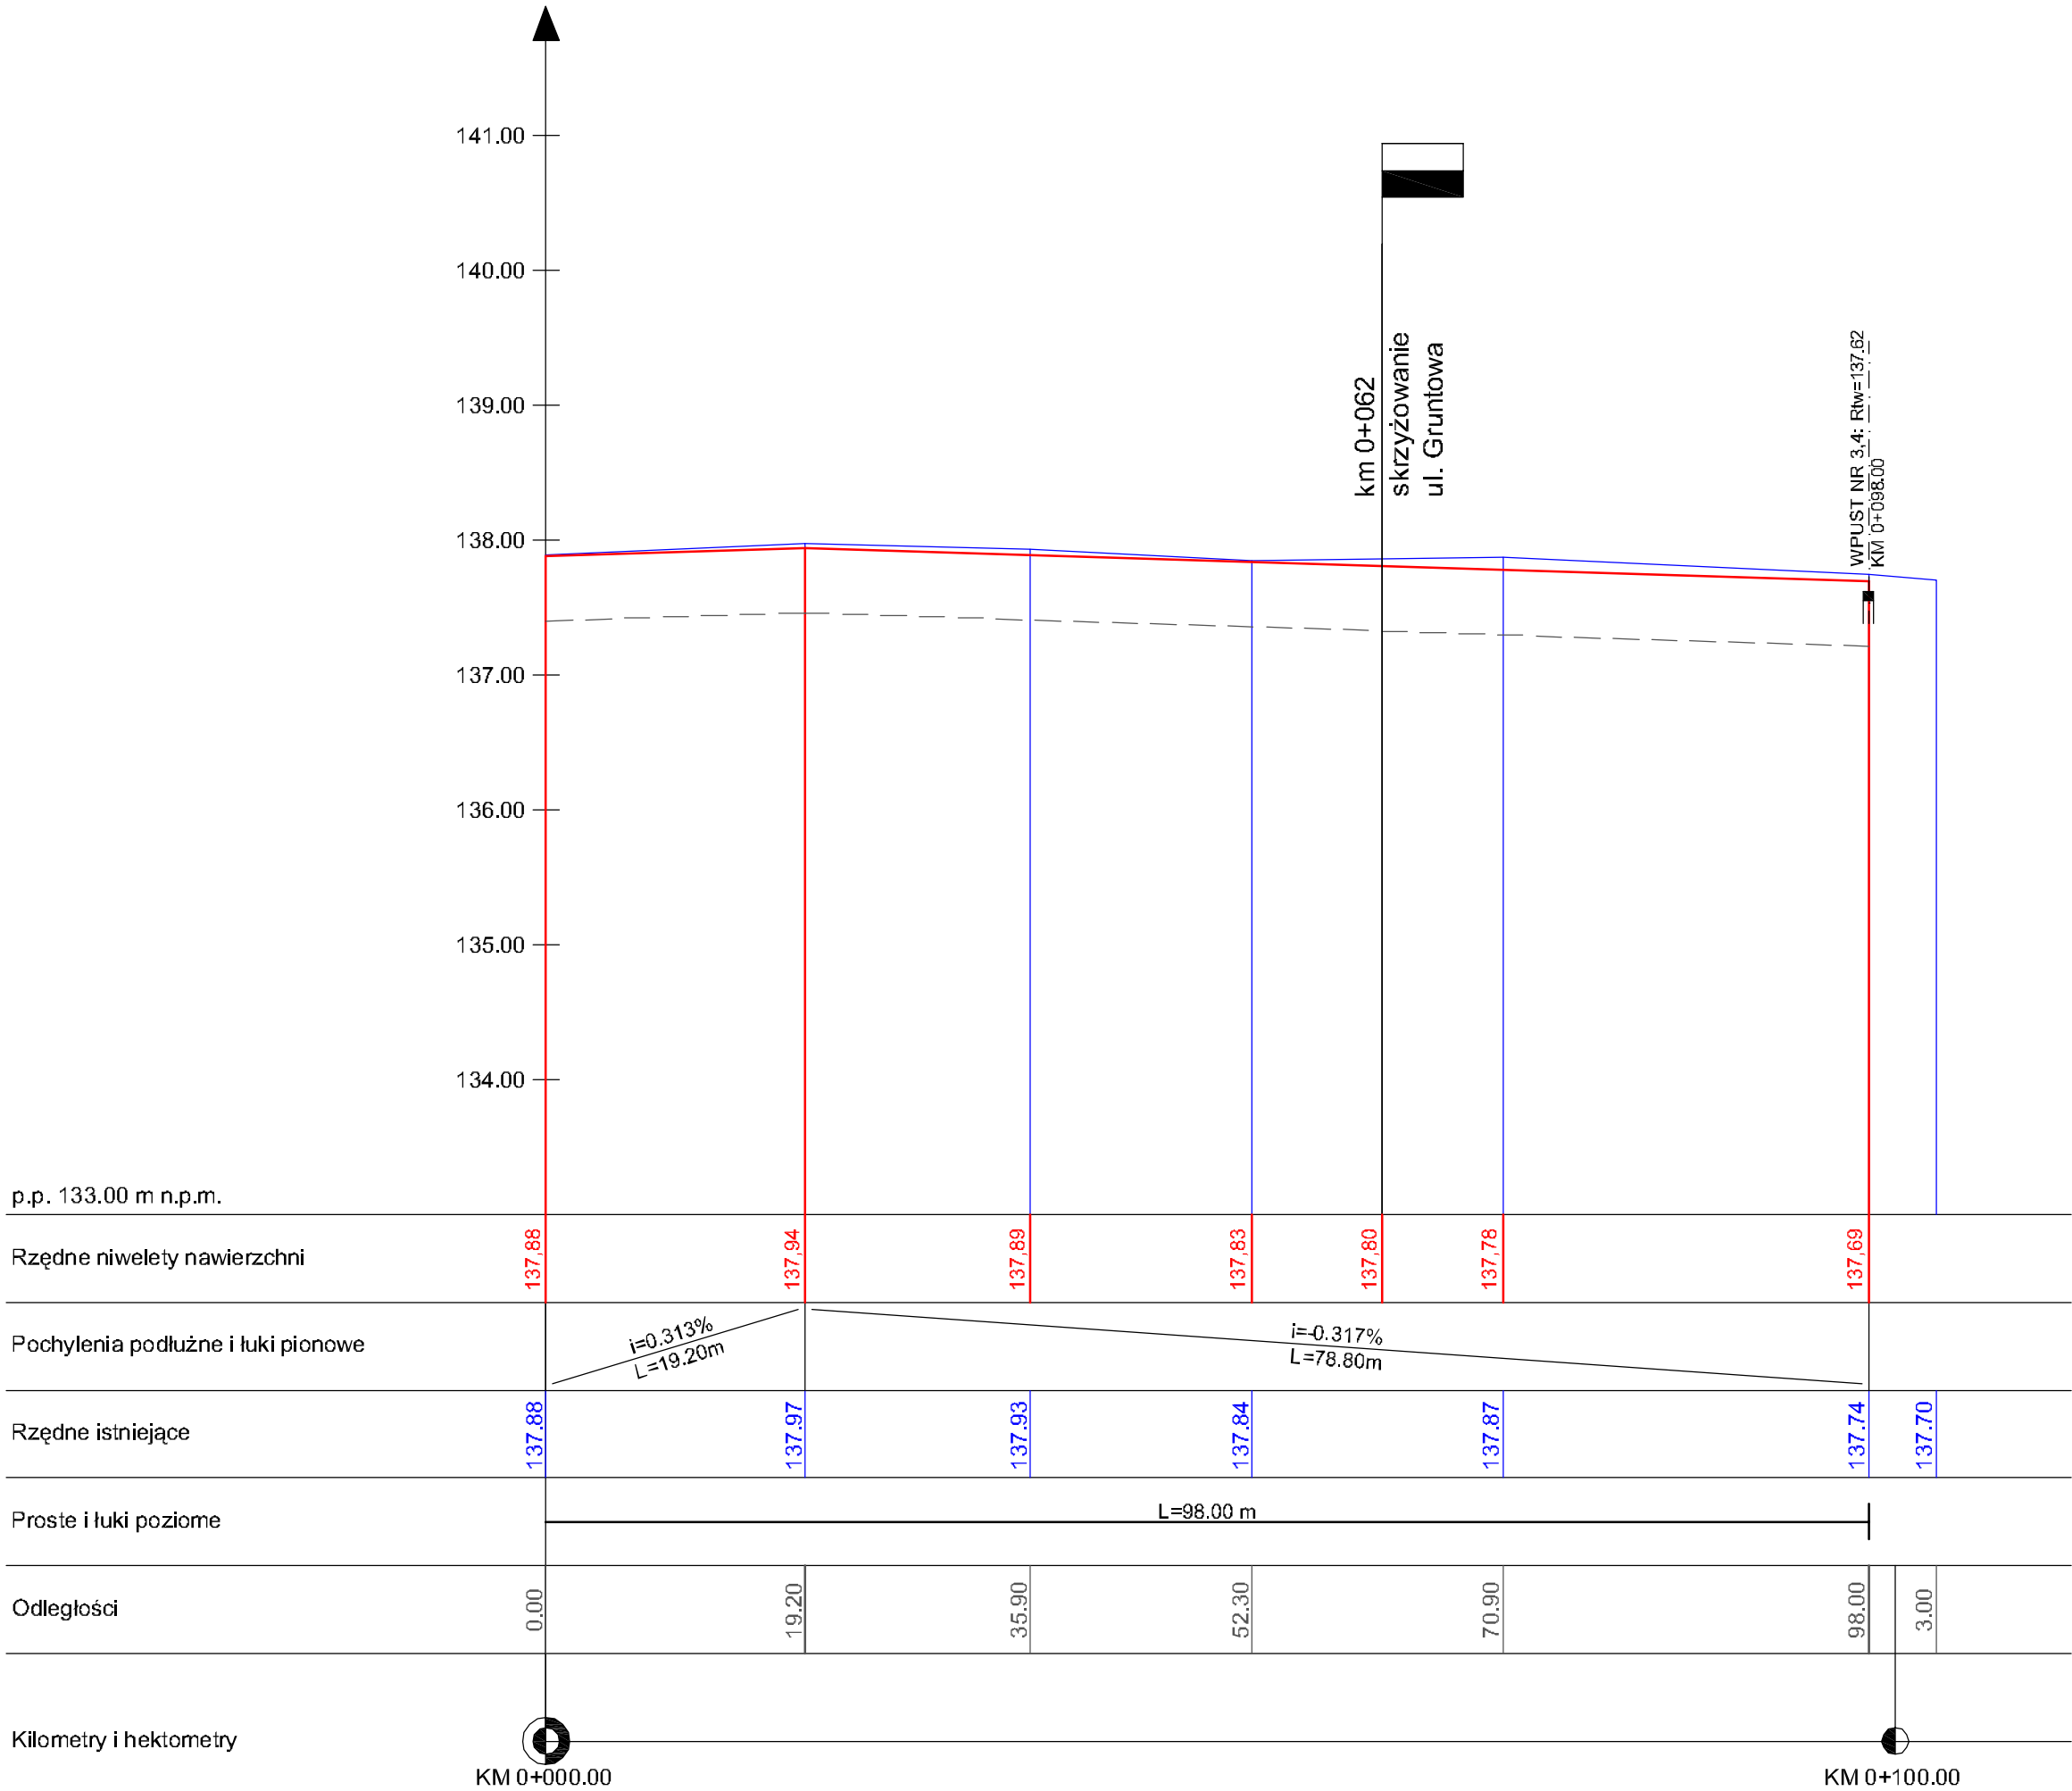 141.00
140.00
139.00
138.00
137.00
136.00
135.00
134.00
km 0+062
skrzyżowanie
ul. Gruntowa
WPUST NR 3,4: Rtw=137.62
KM 0+098.00
p.p. 133.00 m n.p.m.
Rzędne niwelety nawierzchni
137,88
137,94
137,89
137,83
137,80
137,78
137,69
Pochylenia podłużne i łuki pionowe
i=0.313%
L=19.20m
i=-0.317%
L=78.80m
Rzędne istniejące
137.88
137.97
137.93
137.84
137.87
137.74
137.70
Proste i łuki poziome
L=98.00 m
Odległości
0.00
19.20
35.90
52.30
70.90
98.00
3.00
Kilometry i hektometry
KM 0+000.00
KM 0+100.00